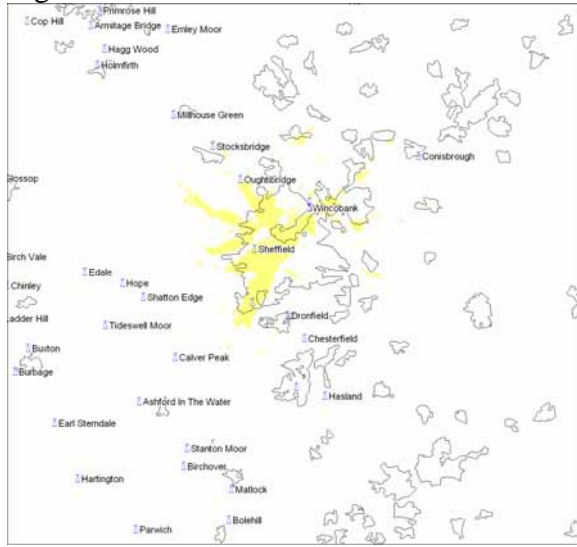 Primrose Hill
Cop Hill
Armitage Bridge
Emley Moor
Hagg Wood
Holmfirth
Millhouse Green
Stocksbridge
Conisbrough
Glossop
Oughtibridge
Wincobank
Sheffield
Birch Vale
Edale
Hope
Chinley
Shatton Edge
Ladder Hill
Tideswell Moor
Dronfield
Chesterfield
Buxton
Calver Peak
Burbage
Hasland
Ashford In The Water
Earl Sterndale
Stanton Moor
Birchover
Hartington
Matlock
Bolehill
Parwich